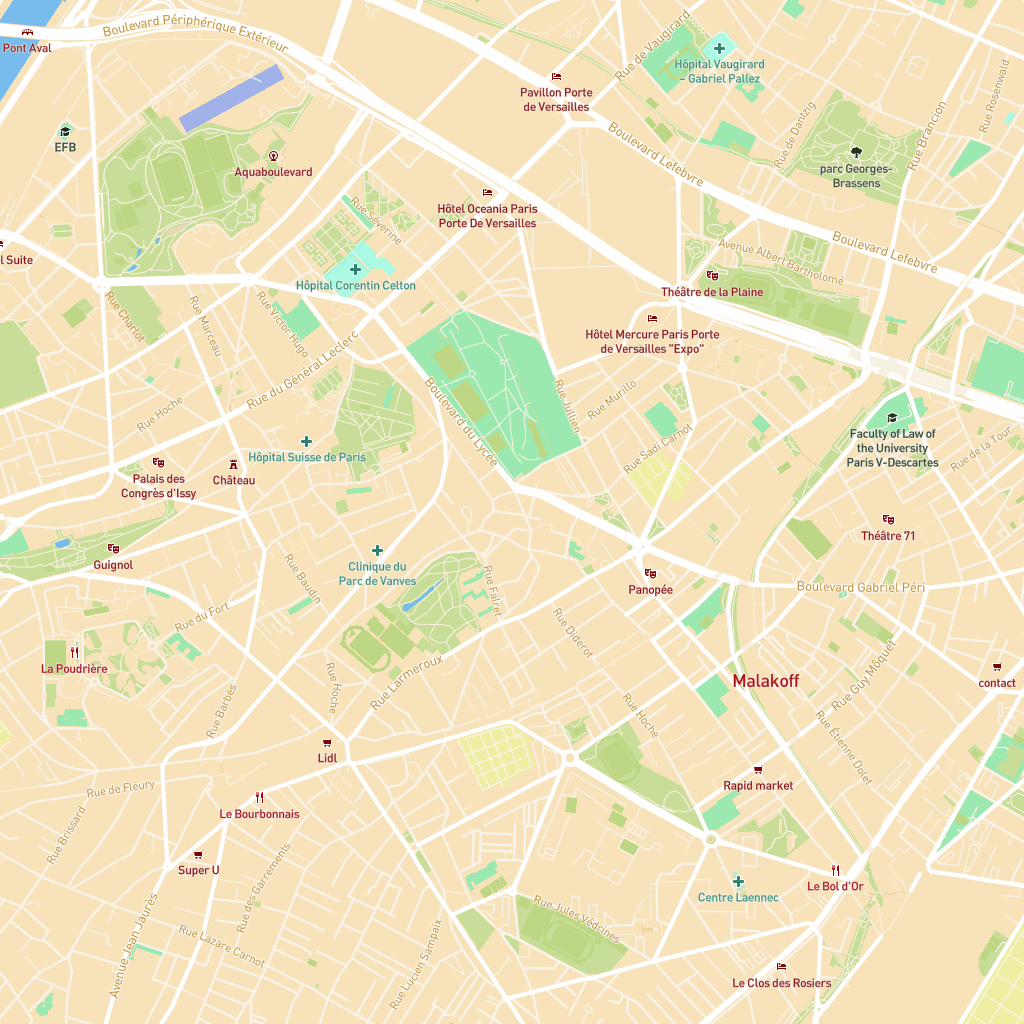 Boulevard Périphérique Extérieur
Pont Aval
Rue de Vaugirard
Hôpital Vaugirard
– Gabriel Pallez
Pavillon Porte
de Versailles
Rue Rosenwald
Rue Brancion
Rue de Dantzig
EFB
Boulevard Lefebvre
Aquaboulevard
parc Georges-
Brassens
Hôtel Oceania Paris
Porte De Versailles
Rue Séverine
l Suite
Boulevard Lefebvre
Avenue Albert Bartholomé
Hôpital Corentin Celton
Théâtre de la Plaine
Rue Charlot
Rue Marceau
Rue Victor Hugo
Hôtel Mercure Paris Porte
de Versailles "Expo"
Rue du Général Leclerc
Rue Jullien
Rue Murillo
Rue Hoche
Boulevard du Lycée
Faculty of Law of
the University
Paris V-Descartes
Rue Sadi Carnot
Rue de la Tour
Hôpital Suisse de Paris
Palais des
Congrès d'Issy
Château
Théâtre 71
Guignol
Clinique du
Parc de Vanves
Rue Baudin
Rue Falret
Panopée
Boulevard Gabriel Péri
Rue du Fort
Rue Diderot
La Poudrière
Rue Larmeroux
Rue Hoche
Rue Barbès
Malakoff
Rue Guy Môquet
contact
Rue Hoche
Rue Étienne Dolet
Lidl
Rapid market
Rue de Fleury
Le Bourbonnais
Rue Brissard
Super U
Rue des Garrements
Le Bol d'Or
Centre Laennec
Rue Jules Védrines
Avenue Jean Jaurès
Rue Lazare Carnot
Rue Lucien Sampaix
Le Clos des Rosiers